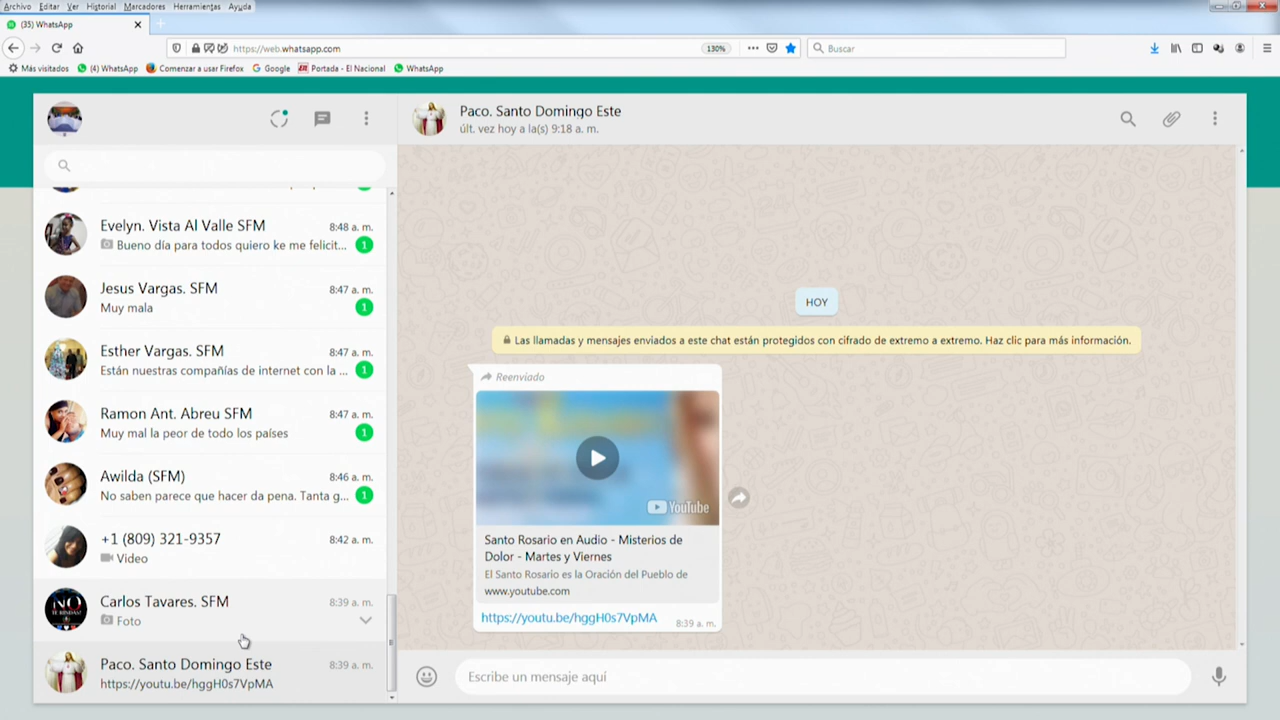 Archivo Editar Ver Historial Marcadores Herramientas Ayuda
(35) WhatsApp
https://web.whatsapp.com
130%
Buscar
Más visitados
(4) WhatsApp
Comenzar a usar Firefox
Google
Portada - El Nacional
WhatsApp
Paco. Santo Domingo Este
últ. vez hoy a la(s) 9:18 a. m.
Evelyn. Vista Al Valle SFM
8:48 a. m.
Bueno día para todos quiero ke me felicit...
1
Jesus Vargas. SFM
8:47 a. m.
Muy mala
1
Esther Vargas. SFM
8:47 a. m.
Están nuestras compañías de internet con la ...
1
Ramon Ant. Abreu SFM
8:47 a. m.
Muy mal la peor de todo los países
1
Awilda (SFM)
8:46 a. m.
No saben parece que hacer da pena. Tanta g...
1
+1 (809) 321-9357
8:42 a. m.
Video
NO
Carlos Tavares. SFM
8:39 a. m.
Foto
Paco. Santo Domingo Este
8:39 a. m.
https://youtu.be/hggH0s7VpMA
HOY
Las llamadas y mensajes enviados a este chat están protegidos con cifrado de extremo a extremo. Haz clic para más información.
Reenviado
YouTube
Santo Rosario en Audio - Misterios de
Dolor - Martes y Viernes
El Santo Rosario es la Oración del Pueblo de
www.youtube.com
https://youtu.be/hggH0s7VpMA
8:39 a. m.
Escribe un mensaje aquí